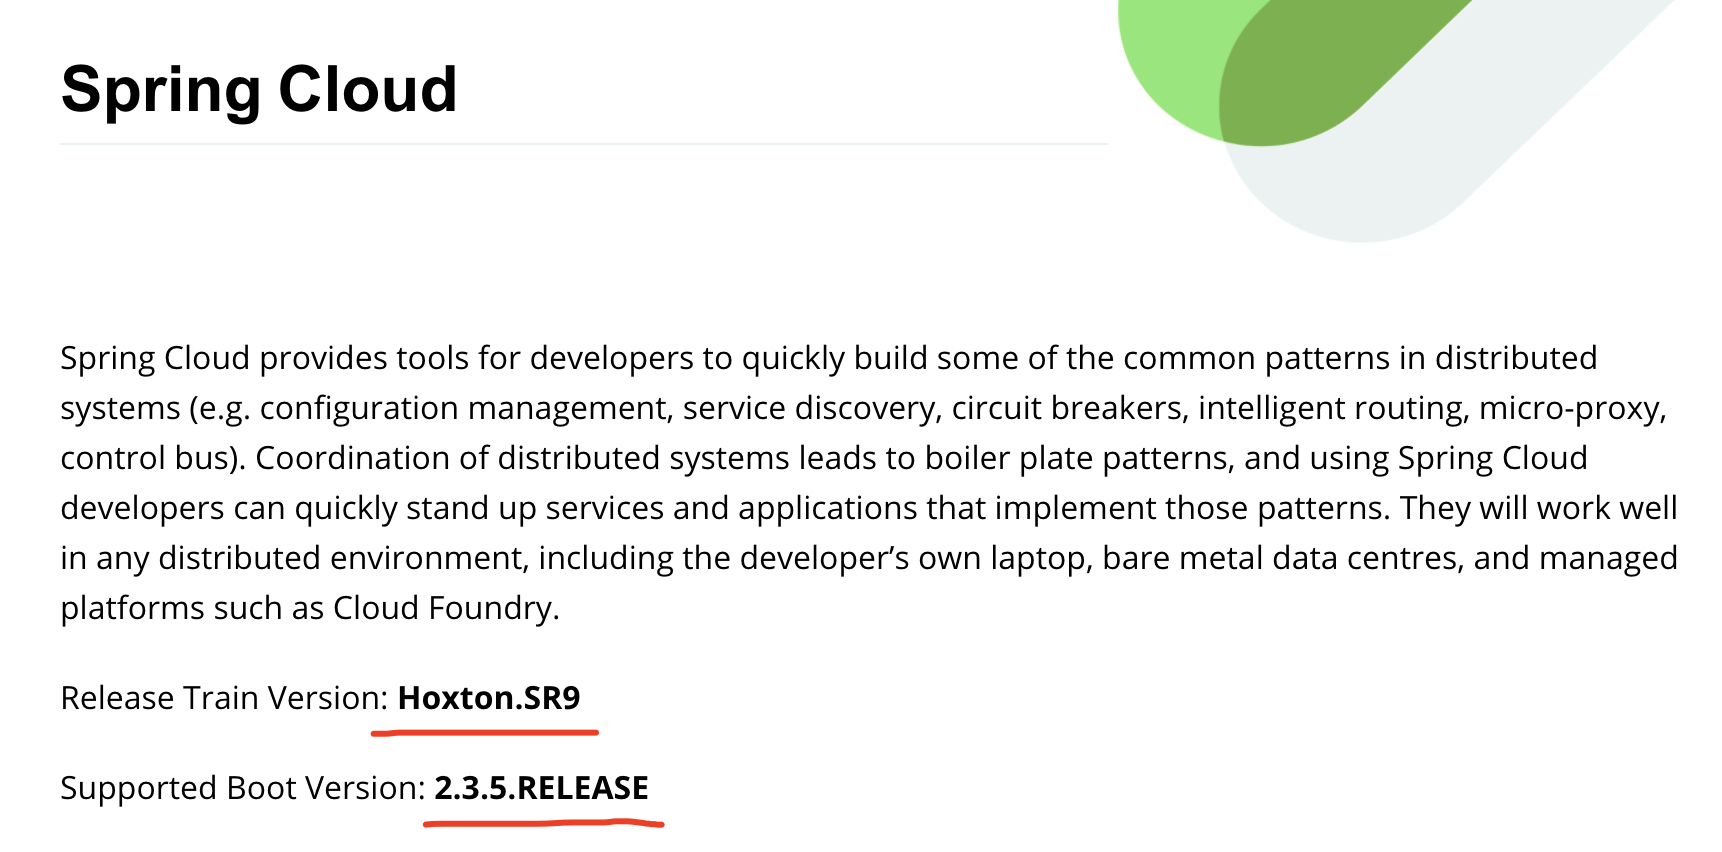 Spring Cloud
Spring Cloud provides tools for developers to quickly build some of the common patterns in distributed
systems (e.g. configuration management, service discovery, circuit breakers, intelligent routing, micro-proxy,
control bus). Coordination of distributed systems leads to boiler plate patterns, and using Spring Cloud
developers can quickly stand up services and applications that implement those patterns. They will work well
in any distributed environment, including the developer’s own laptop, bare metal data centres, and managed
platforms such as Cloud Foundry.
Release Train Version: Hoxton.SR9
Supported Boot Version: 2.3.5.RELEASE